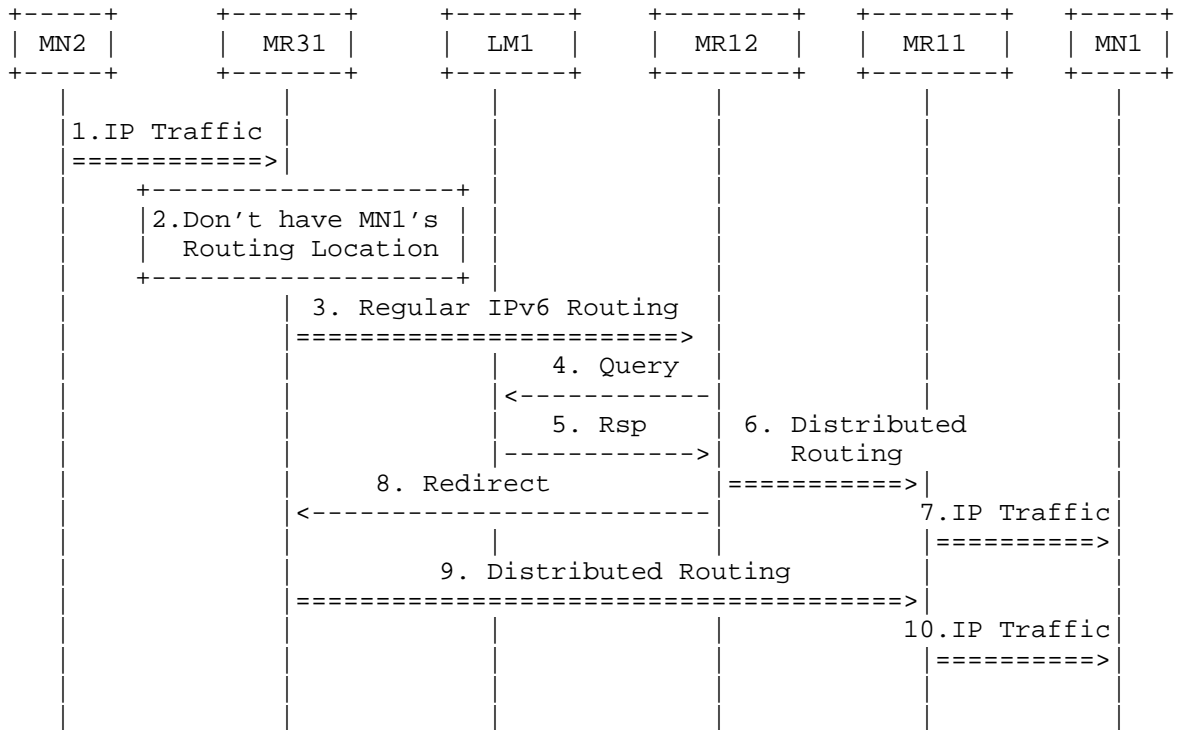 MN2 MR31 LM1 MR12 MR11 MN1
1.IP Traffic
2.Don't have MN1's
Routing Location
3. Regular IPv6 Routing
4. Query
5. Rsp
6. Distributed
Routing
8. Redirect
7.IP Traffic
9. Distributed Routing
10.IP Traffic